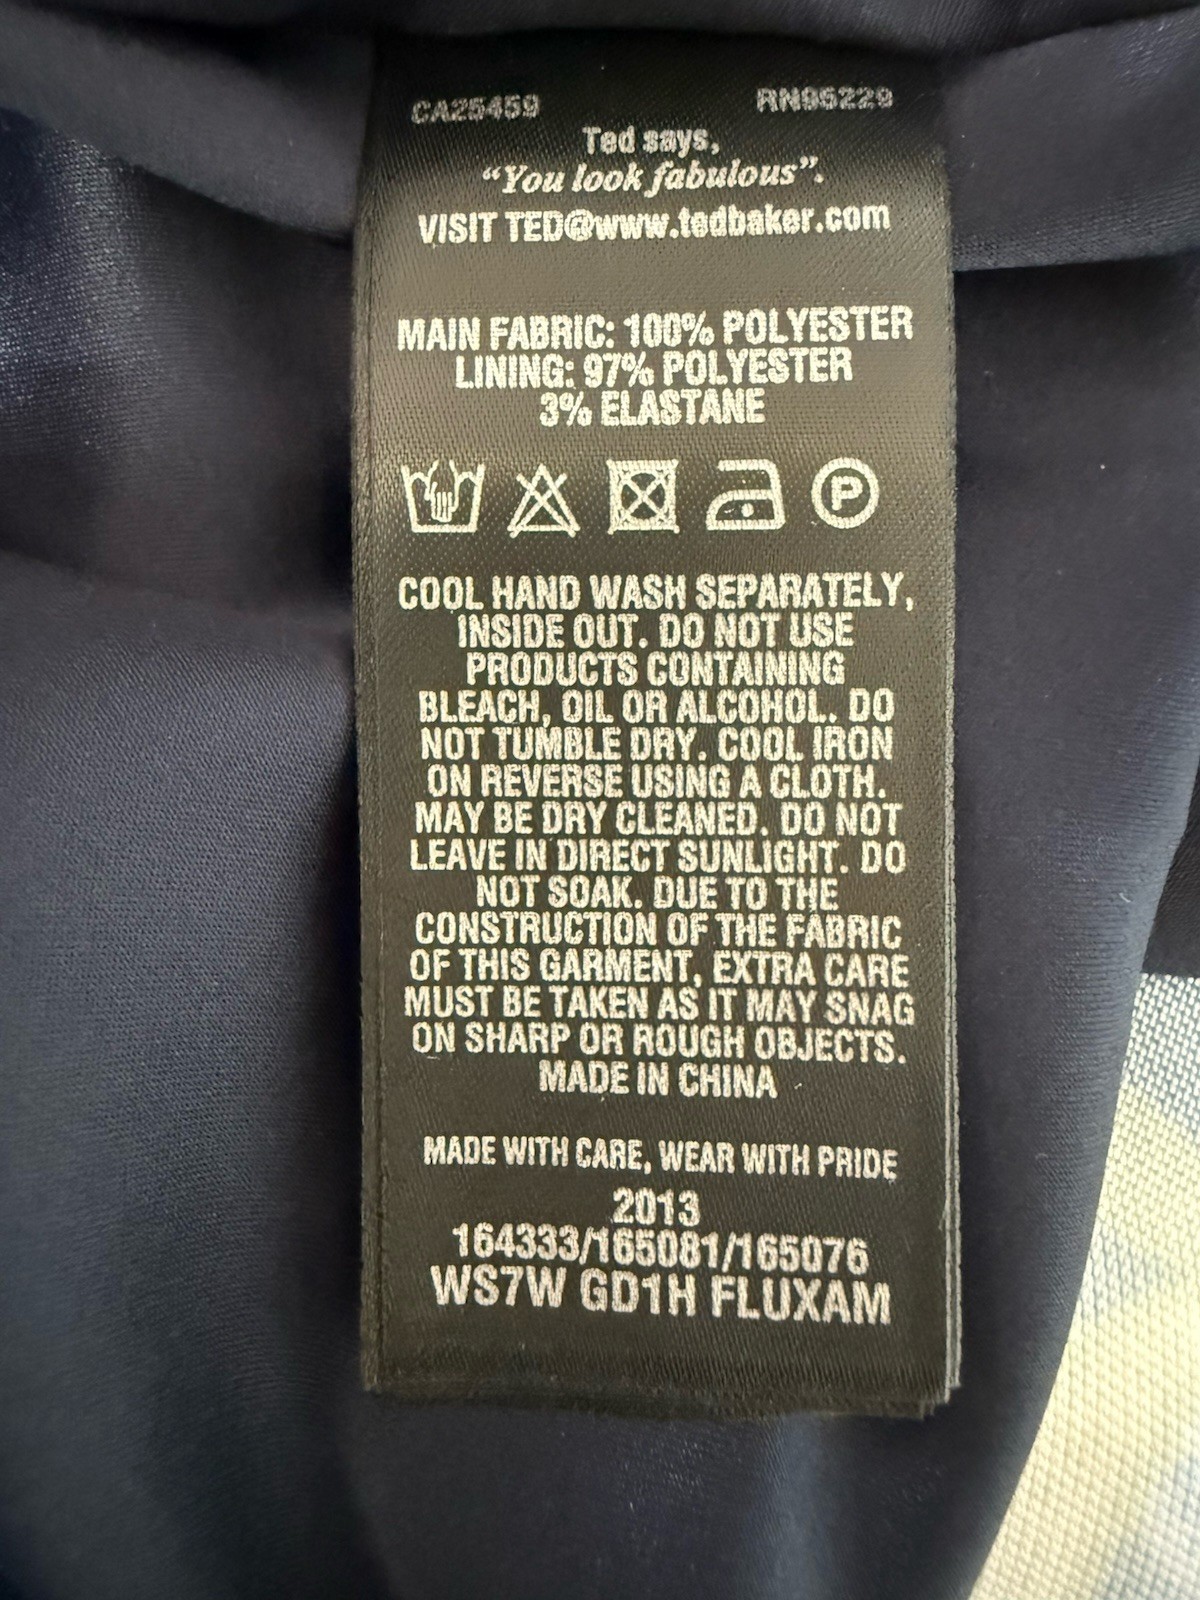 CA25459 RN95229
Ted says,
“You look fabulous”.
VISIT TED@www.tedbaker.com
MAIN FABRIC: 100% POLYESTER
LINING: 97% POLYESTER
3% ELASTANE
P
COOL HAND WASH SEPARATELY,
INSIDE OUT. DO NOT USE
PRODUCTS CONTAINING
BLEACH, OIL OR ALCOHOL. DO
NOT TUMBLE DRY. COOL IRON
ON REVERSE USING A CLOTH.
MAY BE DRY CLEANED. DO NOT
LEAVE IN DIRECT SUNLIGHT. DO
NOT SOAK. DUE TO THE
CONSTRUCTION OF THE FABRIC
OF THIS GARMENT, EXTRA CARE
MUST BE TAKEN AS IT MAY SNAG
ON SHARP OR ROUGH OBJECTS.
MADE IN CHINA
MADE WITH CARE, WEAR WITH PRIDE
2013
164333/165081/165076
WS7W GD1H FLUXAM